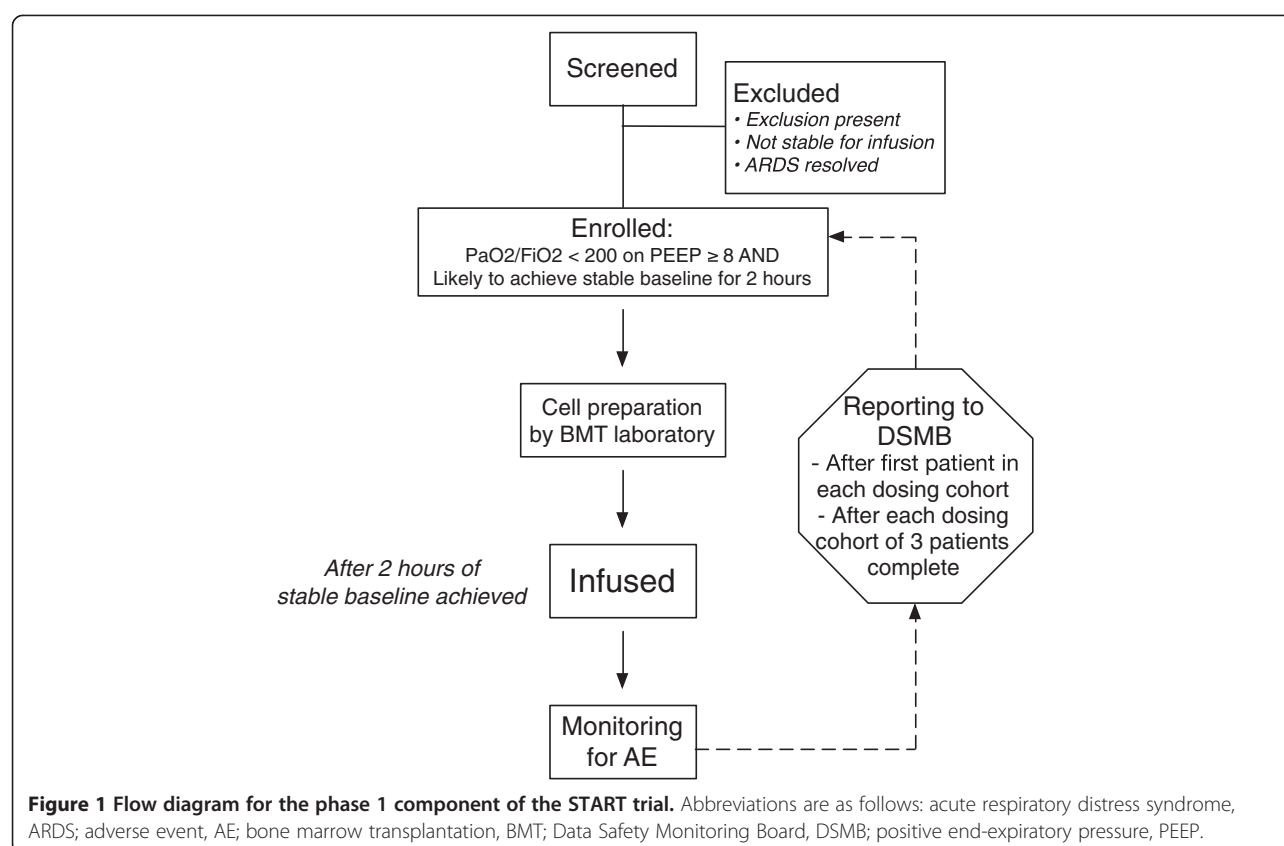 Screened
Excluded
• Exclusion present
• Not stable for infusion
• ARDS resolved
Enrolled:
PaO2/FiO2 < 200 on PEEP ≥ 8 AND
Likely to achieve stable baseline for 2 hours
Cell preparation
by BMT laboratory
Reporting to
DSMB
- After first patient in
each dosing cohort
- After each dosing
cohort of 3 patients
complete
After 2 hours of
stable baseline achieved
Infused
Monitoring
for AE
Figure 1 Flow diagram for the phase 1 component of the START trial. Abbreviations are as follows: acute respiratory distress syndrome,
ARDS; adverse event, AE; bone marrow transplantation, BMT; Data Safety Monitoring Board, DSMB; positive end-expiratory pressure, PEEP.